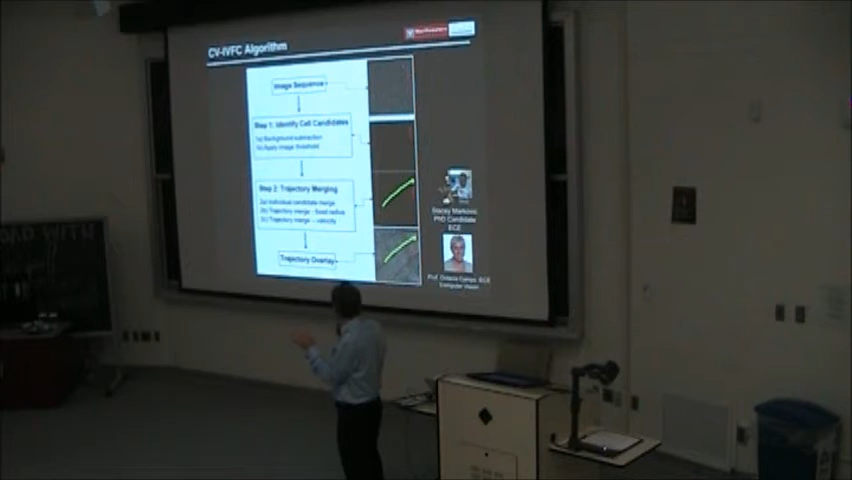 CV-IVFC Algorithm
Northeastern
Image Sequence
Step 1: Identify Cell Candidates
1a) Background subtraction
1b) Apply image threshold
Step 2: Trajectory Merging
2a) Individual candidate merge
2b) Trajectory merge – fixed radius
2c) Trajectory merge – velocity
Trajectory Overlay
Stacey Markovic
PhD Candidate
ECE
Prof. Octavia Camps, ECE
Computer Vision